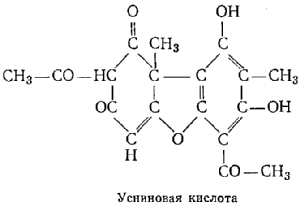 O OH
C CH₃ C
CH₃—CO—HC C C C—CH₃
OC C C C—OH
C O C
H CO—CH₃
Усниновая кислота